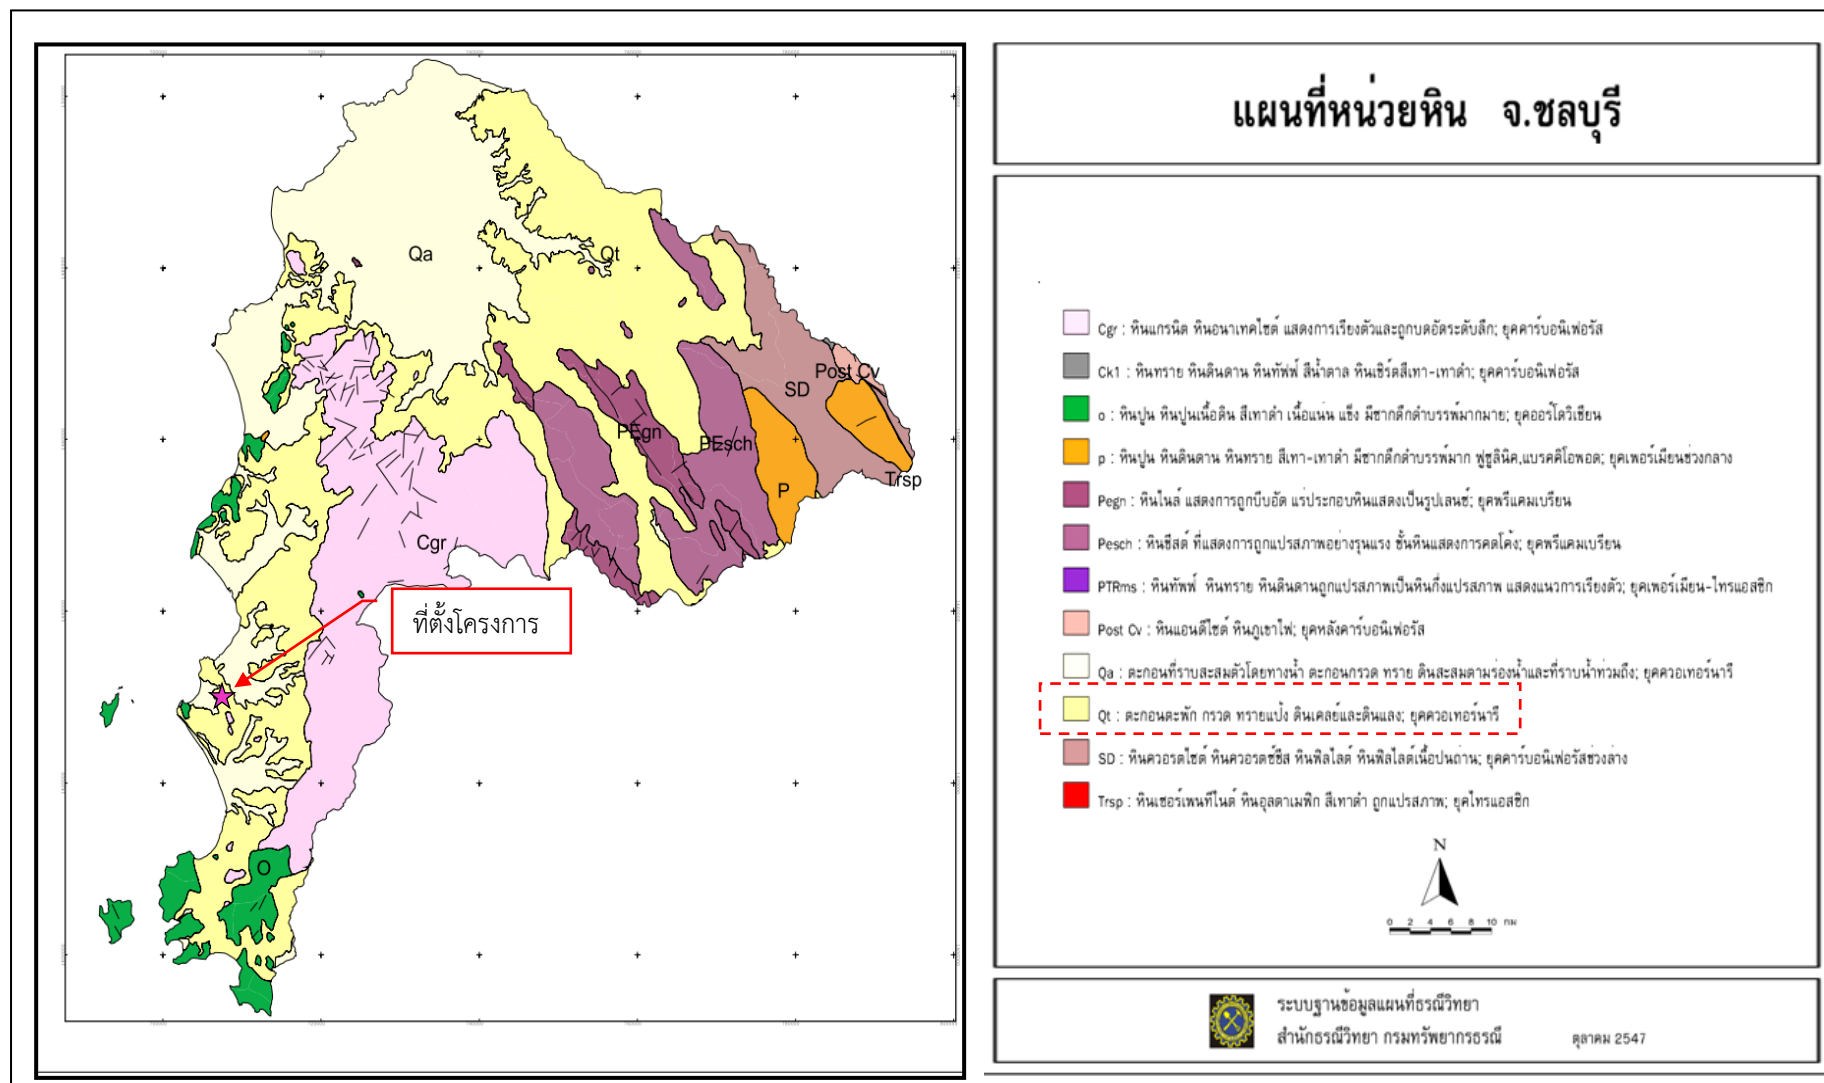 แผนที่หน่วยหิน จ.ชลบุรี
Qa
Qt
Post Cv
SD
PEgn
PEsch
P
Trsp
Cgr
ที่ตั้งโครงการ
O
Cgr : หินแกรนิต หินอนาเทคไซต์ แสดงการเรียงตัวและถูกบดอัดระดับลึก; ยุคคาร์บอนิเฟอรัส
Ck1 : หินทราย หินดินดาน หินทัฟฟ์ สีน้ำตาล หินเชิร์ตสีเทา-เทาดำ; ยุคคาร์บอนิเฟอรัส
o : หินปูน หินปูนเนื้อดิน สีเทาดำ เนื้อแน่น แข็ง มีซากดึกดำบรรพ์มากมาย; ยุคออร์โดวิเชียน
p : หินปูน หินดินดาน หินทราย สีเทา-เทาดำ มีซากดึกดำบรรพ์มาก ฟูซูลินิค,แบรคคิโอพอด; ยุคเพอร์เมียนช่วงกลาง
Pegn : หินไนส์ แสดงการถูกบีบอัด แร่ประกอบหินแสดงเป็นรูปเลนซ์; ยุคพรีแคมเบรียน
Pesch : หินชีสต์ ที่แสดงการถูกแปรสภาพอย่างรุนแรง ชั้นหินแสดงการคดโค้ง; ยุคพรีแคมเบรียน
PTRms : หินทัฟฟ์ หินทราย หินดินดานถูกแปรสภาพเป็นหินกึ่งแปรสภาพ แสดงแนวการเรียงตัว; ยุคเพอร์เมียน-ไทรแอสซิก
Post Cv : หินแอนดีไซต์ หินภูเขาไฟ; ยุคหลังคาร์บอนิเฟอรัส
Qa : ตะกอนที่ราบสะสมตัวโดยทางน้ำ ตะกอนกรวด ทราย ดินสะสมตามร่องน้ำและที่ราบน้ำท่วมถึง; ยุคควอเทอร์นารี
Qt : ตะกอนตะพัก กรวด ทรายแป้ง ดินเคลย์และดินแลง; ยุคควอเทอร์นารี
SD : หินควอรตไซต์ หินควอรตซ์ชีส หินฟิลไลต์ หินฟิลไลต์เนื้อปนถ่าน; ยุคคาร์บอนิเฟอรัสช่วงล่าง
Trsp : หินเซอร์เพนทีไนต์ หินอุลตาเมฟิก สีเทาดำ ถูกแปรสภาพ; ยุคไทรแอสซิก
N
0 2 4 6 8 10 กม
ระบบฐานข้อมูลแผนที่ธรณีวิทยา
สำนักธรณีวิทยา กรมทรัพยากรธรณี ตุลาคม 2547